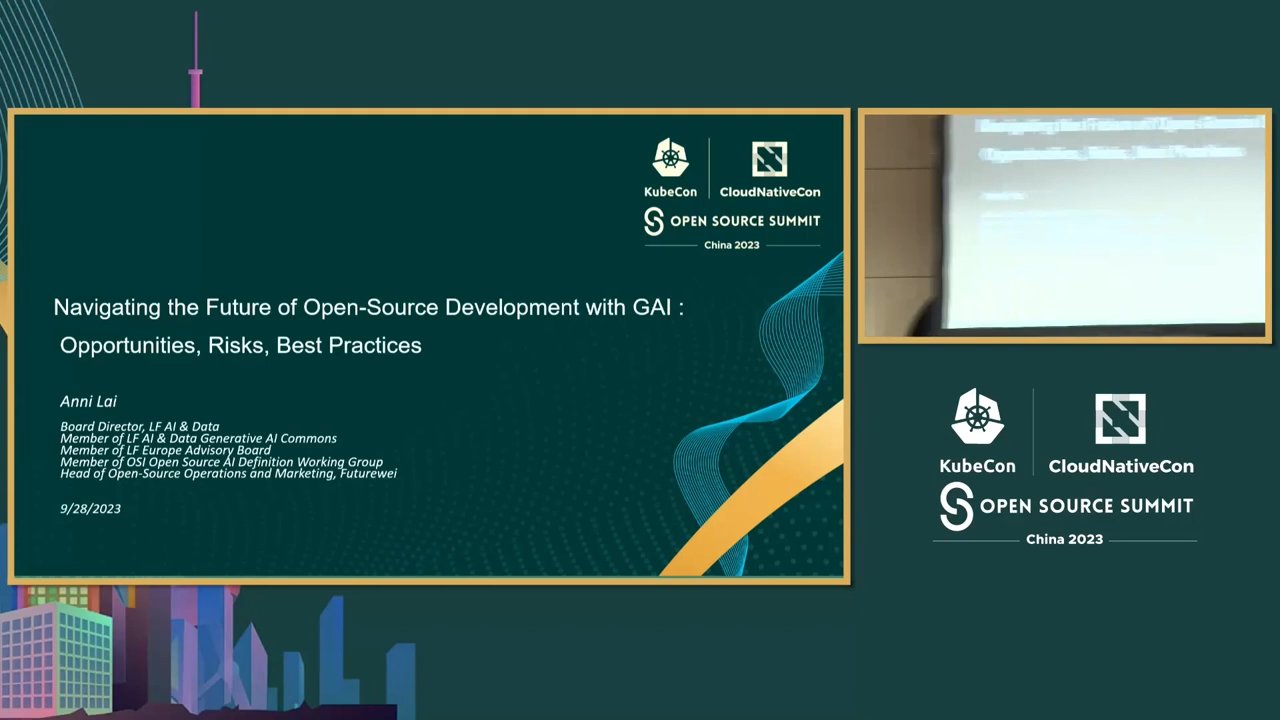 KubeCon
CloudNativeCon
OPEN SOURCE SUMMIT
China 2023
Navigating the Future of Open-Source Development with GAI :
Opportunities, Risks, Best Practices
Anni Lai
Board Director, LF AI & Data
Member of LF AI & Data Generative AI Commons
Member of LF Europe Advisory Board
Member of OSI Open Source AI Definition Working Group
Head of Open-Source Operations and Marketing, Futurewei
9/28/2023
KubeCon
CloudNativeCon
OPEN SOURCE SUMMIT
China 2023